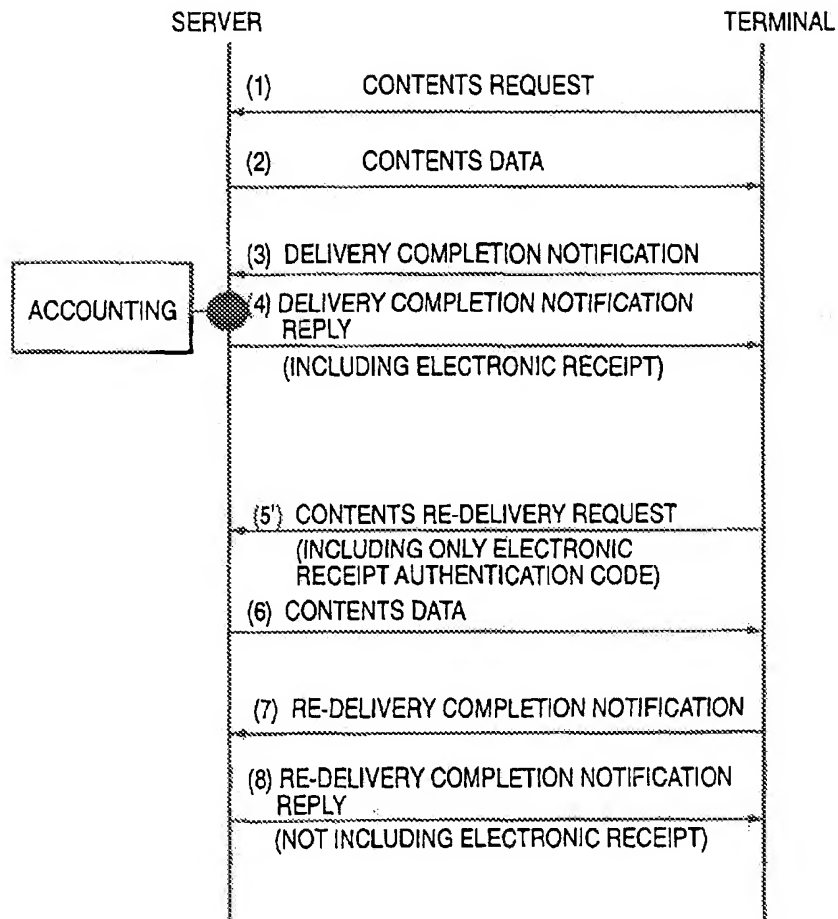 SERVER
TERMINAL
(1) CONTENTS REQUEST
(2) CONTENTS DATA
(3) DELIVERY COMPLETION NOTIFICATION
ACCOUNTING
(4) DELIVERY COMPLETION NOTIFICATION
REPLY
(INCLUDING ELECTRONIC RECEIPT)
(5') CONTENTS RE-DELIVERY REQUEST
(INCLUDING ONLY ELECTRONIC
RECEIPT AUTHENTICATION CODE)
(6) CONTENTS DATA
(7) RE-DELIVERY COMPLETION NOTIFICATION
(8) RE-DELIVERY COMPLETION NOTIFICATION
REPLY
(NOT INCLUDING ELECTRONIC RECEIPT)